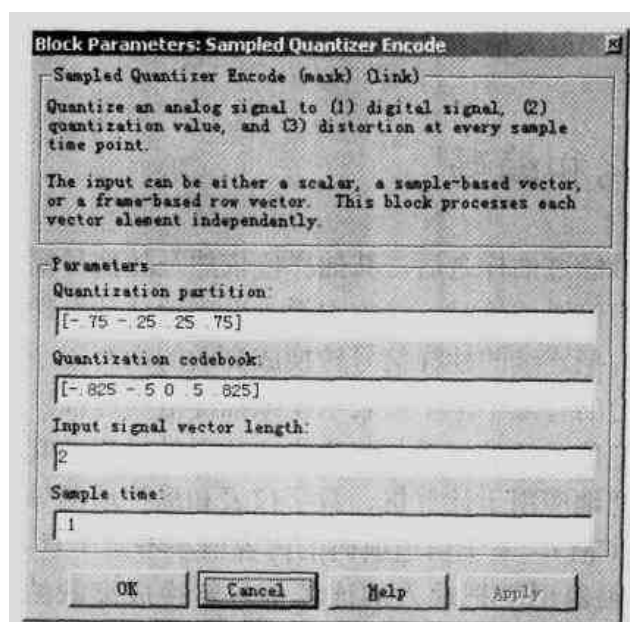 Block Parameters: Sampled Quantizer Encode
Sampled Quantizer Encode (mask) (link)
Quantize an analog signal to (1) digital signal, (2)
quantization value, and (3) distortion at every sample
time point.
The input can be either a scalar, a sample-based vector,
or a frame-based row vector. This block processes each
vector element independently.
Parameters
Quantization partition:
[-.75 -.25 .25 .75]
Quantization codebook:
[-.825 -.5 0 .5 .825]
Input signal vector length:
2
Sample time:
.1
OK
Cancel
Help
Apply